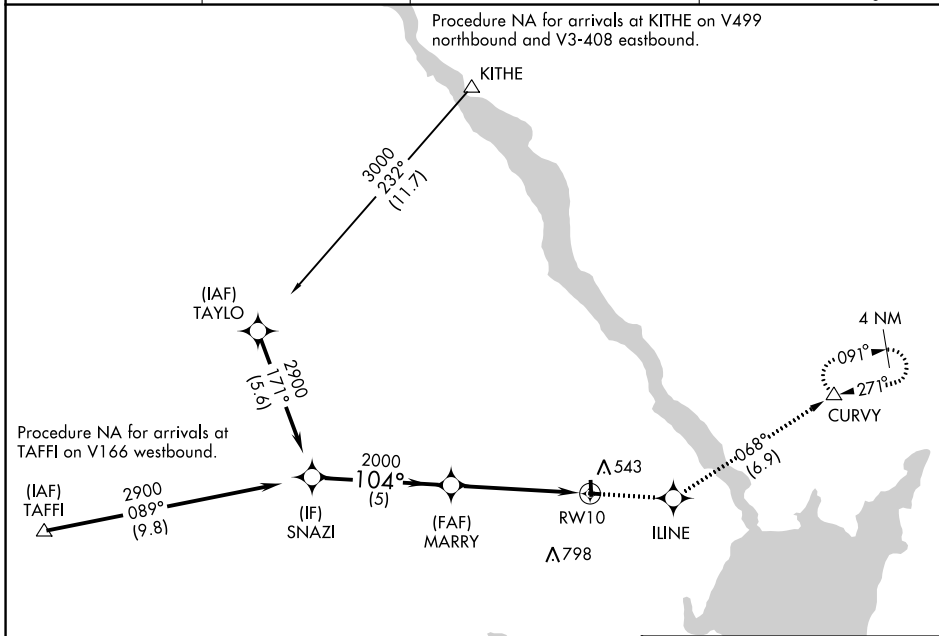 Procedure NA for arrivals at KITHE on V499
northbound and V3-408 eastbound.
KITHE
3000
232°
(11.7)
(IAF)
TAYLO
2900
171°
(5.6)
4 NM
091°
271°
CURVY
Procedure NA for arrivals at
TAFFI on V166 westbound.
(IAF)
TAFFI
2900
089°
(9.8)
(IF)
SNAZI
2000
104°
(5)
(FAF)
MARRY
543
RW10
798
ILINE
068°
(6.9)